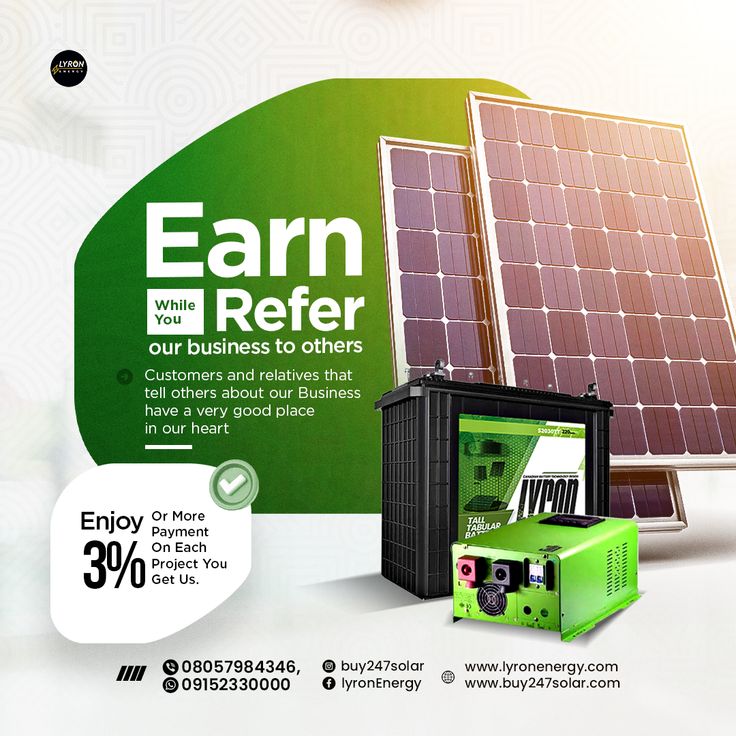 LYRON
ENERGY
Earn
While
You
Refer
our business to others
Customers and relatives that
tell others about our Business
have a very good place
in our heart
Enjoy
3%
Or More
Payment
On Each
Project You
Get Us.
LYRON
TALL
TABULAR
08057984346,
09152330000
buy247solar
lyronEnergy
www.lyronenergy.com
www.buy247solar.com